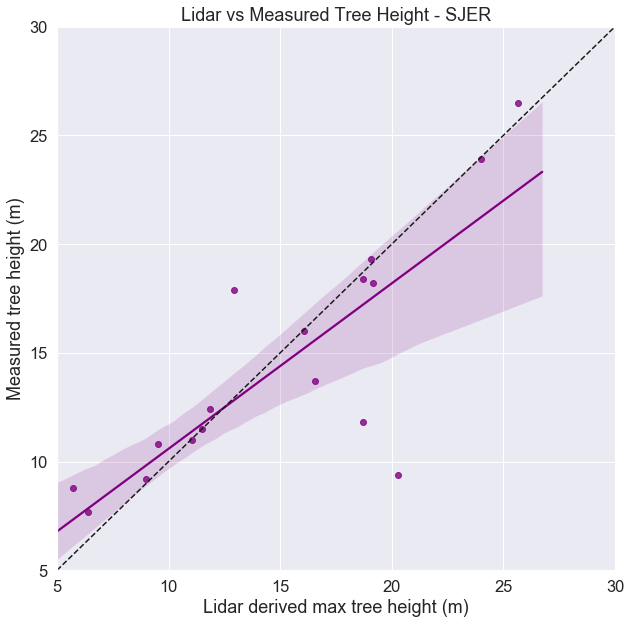 Lidar vs Measured Tree Height - SJER
30
25
20
15
10
5
Measured tree height (m)
5 10 15 20 25 30
Lidar derived max tree height (m)